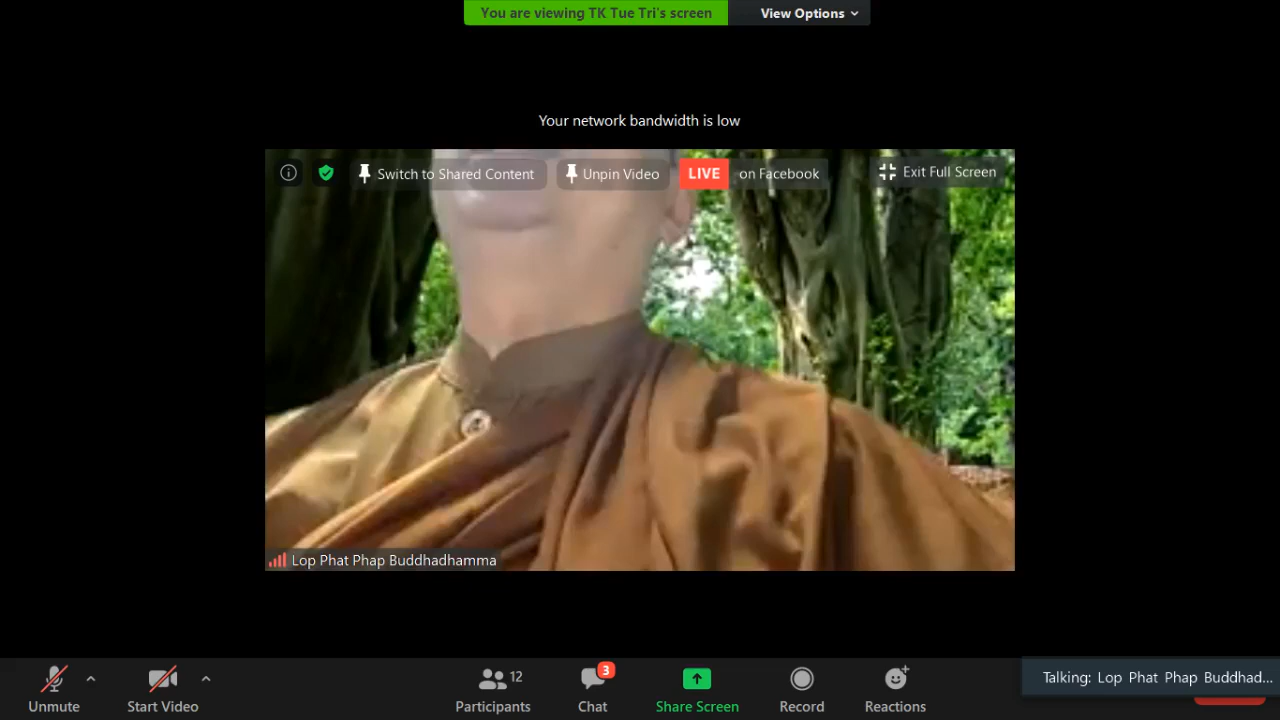 You are viewing TK Tue Tri's screen
View Options
Your network bandwidth is low
Switch to Shared Content
Unpin Video
LIVE
on Facebook
Exit Full Screen
Lop Phat Phap Buddhadhamma
Unmute
Start Video
12
Participants
3
Chat
Share Screen
Record
Reactions
Talking: Lop Phat Phap Buddhad...